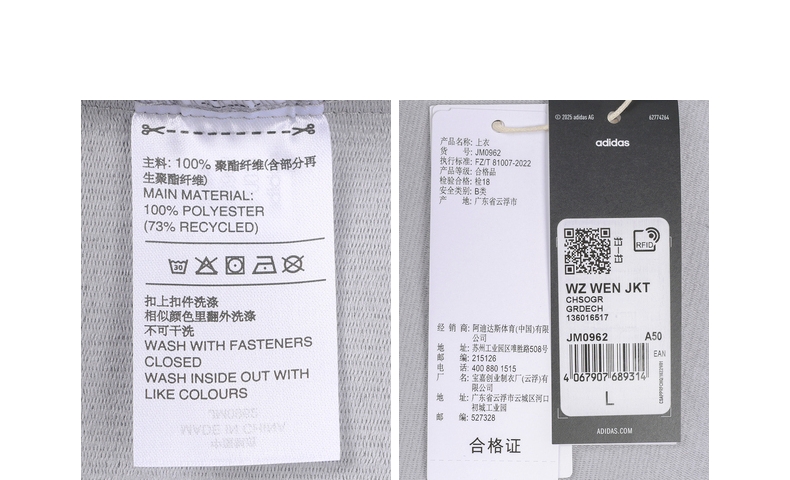 主料: 100% 聚酯纤维(含部分再
生聚酯纤维)
MAIN MATERIAL:
100% POLYESTER
(73% RECYCLED)
30
扣上扣件洗涤
相似颜色里翻外洗涤
不可干洗
WASH WITH FASTENERS
CLOSED
WASH INSIDE OUT WITH
LIKE COLOURS
JM0962
MADE IN CHINA
中国制造
产品名称: 上衣
货 号: JM0962
执行标准: FZ/T 81007-2022
产品等级: 合格品
检验合格: 检18
安全类别: B类
产 地: 广东省云浮市
经 销 商: 阿迪达斯体育(中国)有限
公司
地 址: 苏州工业园区唯胜路508号
邮 编: 215126
电 话: 400 880 1515
厂 名: 宝嘉创业制衣厂(云浮)有
限公司
地 址: 广东省云浮市云城区河口
初城工业园
邮 编: 527328
合格证
© 2025 adidas AG
62774264
adidas
RFID
WZ WEN JKT
CHSOGR
GRDECH
136016517
JM0962 A50
EAN
4 067907 689314
L
ADIDAS.COM